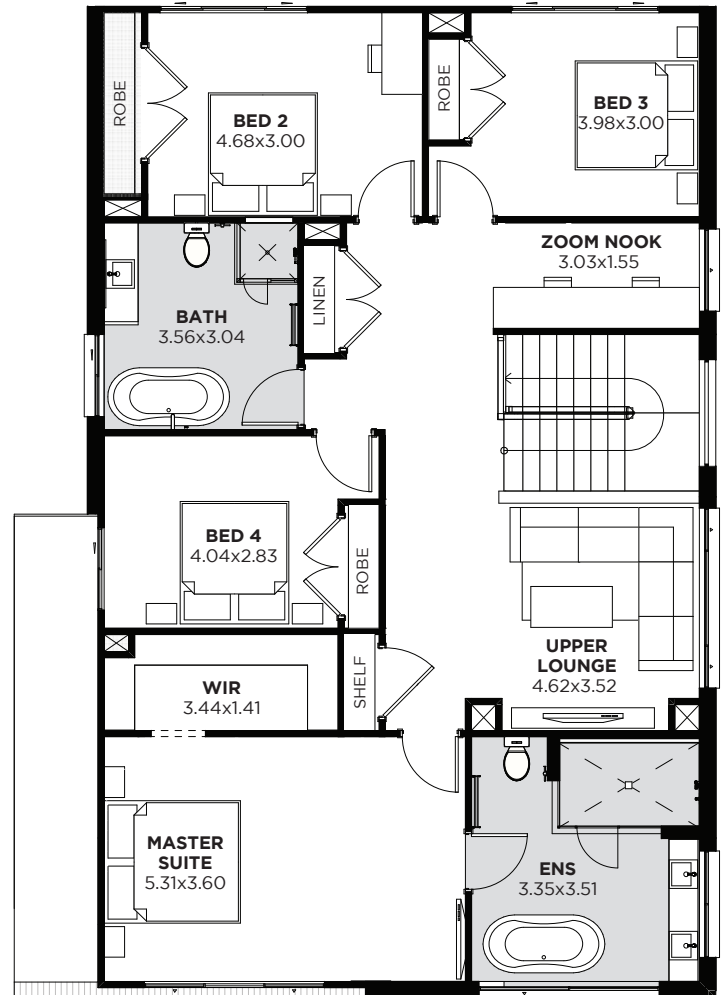 ROBE
BED 2
4.68x3.00
ROBE
BED 3
3.98x3.00
ZOOM NOOK
3.03x1.55
LINEN
BATH
3.56x3.04
BED 4
4.04x2.83
ROBE
UPPER
LOUNGE
4.62x3.52
SHELF
WIR
3.44x1.41
MASTER
SUITE
5.31x3.60
ENS
3.35x3.51